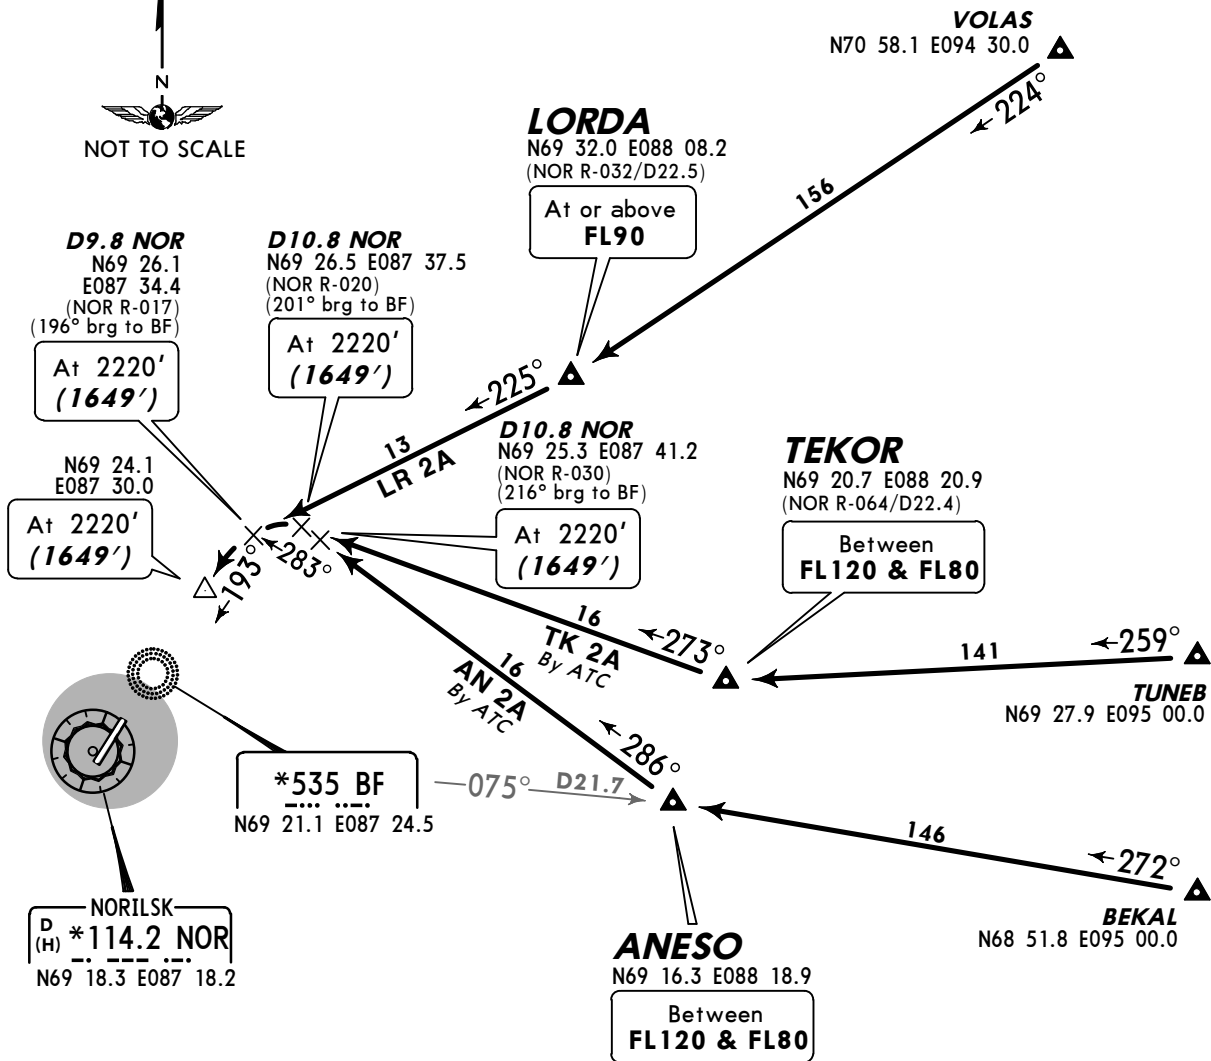 VOLAS
N70 58.1 E094 30.0
N
NOT TO SCALE
224°
156
LORDA
N69 32.0 E088 08.2
(NOR R-032/D22.5)
At or above
FL90
D9.8 NOR
N69 26.1
E087 34.4
(NOR R-017)
(196° brg to BF)
At 2220'
(1649')
D10.8 NOR
N69 26.5 E087 37.5
(NOR R-020)
(201° brg to BF)
At 2220'
(1649')
225°
13
LR 2A
D10.8 NOR
N69 25.3 E087 41.2
(NOR R-030)
(216° brg to BF)
At 2220'
(1649')
TEKOR
N69 20.7 E088 20.9
(NOR R-064/D22.4)
Between
FL120 & FL80
N69 24.1
E087 30.0
At 2220'
(1649')
193°
283°
16
TK 2A
By ATC
273°
141
259°
TUNEB
N69 27.9 E095 00.0
16
AN 2A
By ATC
286°
*535 BF
N69 21.1 E087 24.5
075°
D21.7
146
272°
BEKAL
N68 51.8 E095 00.0
NORILSK
D
(H)
*114.2 NOR
N69 18.3 E087 18.2
ANESO
N69 16.3 E088 18.9
Between
FL120 & FL80